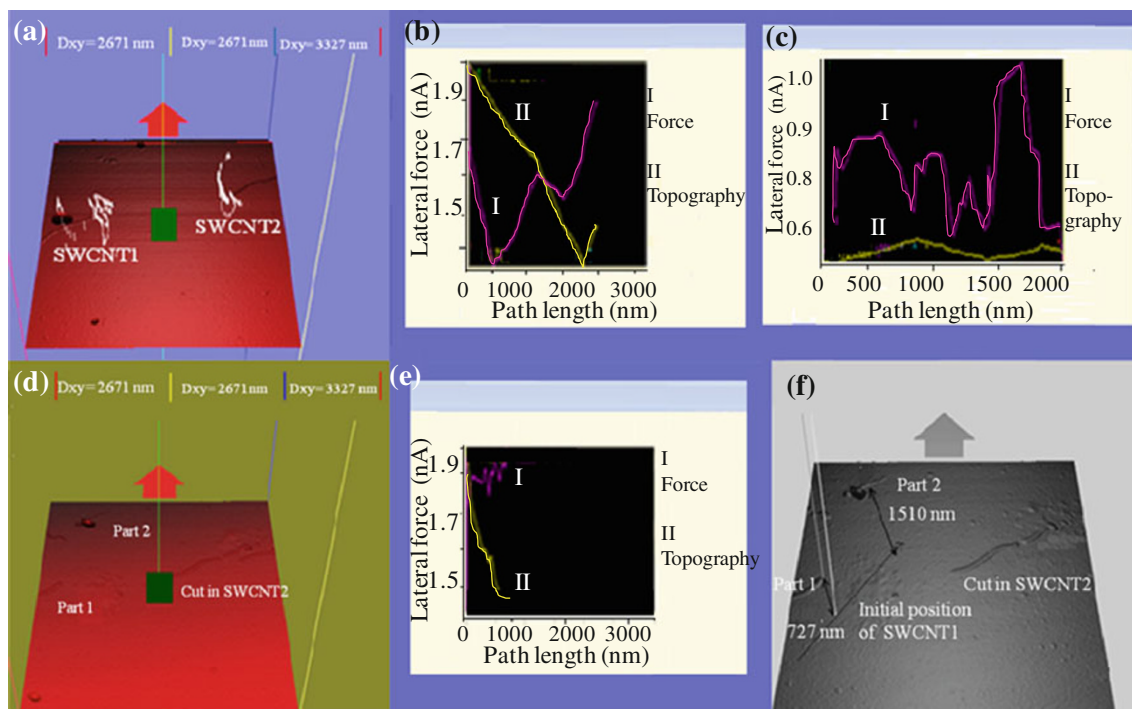 (a)
Dxy=2671 nm
Dxy=2671nm
Dxy=3327 nm
SWCNT1
SWCNT2
(b)
Lateral force (nA)
1.9
1.7
1.5
I
II
0 1000 2000 3000
Path length (nm)
I
Force
II
Topography
(c)
Lateral force (nA)
1.0
0.9
0.8
0.6
I
II
0 500 1000 1500 2000
Path length (nm)
I
Force
II
Topo-
graphy
(d)
Dxy=2671 nm
Dxy=2671 nm
Dxy=3327 nm
Part 2
Part 1
Cut in SWCNT2
(e)
Lateral force (nA)
1.9
1.7
1.5
I
II
0 1000 2000 3000
Path length (nm)
I
Force
II
Topography
(f)
Part 2
1510 nm
Part 1
Cut in SWCNT2
Initial position
of SWCNT1
727 nm